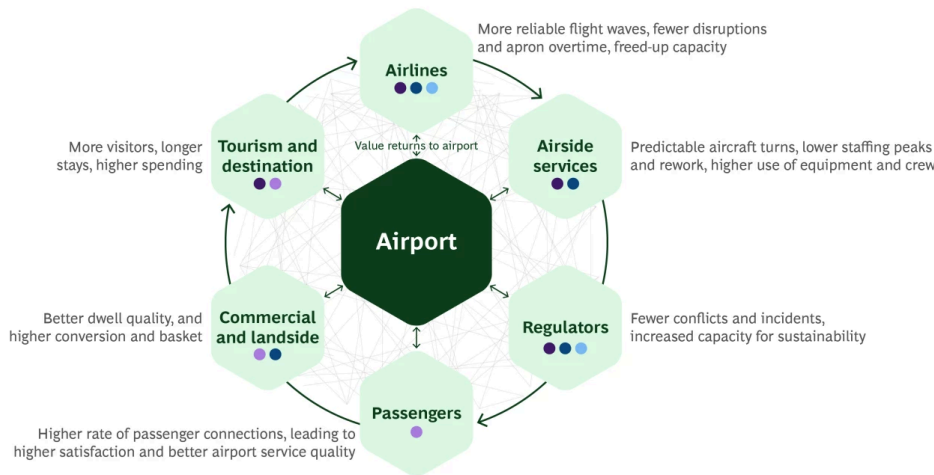 More reliable flight waves, fewer disruptions
and apron overtime, freed-up capacity
Airlines
More visitors, longer
stays, higher spending
Tourism and
destination
Value returns to airport
Airside
services
Predictable aircraft turns, lower staffing peaks
and rework, higher use of equipment and crew
Airport
Better dwell quality, and
higher conversion and basket
Commercial
and landside
Regulators
Fewer conflicts and incidents,
increased capacity for sustainability
Passengers
Higher rate of passenger connections, leading to
higher satisfaction and better airport service quality